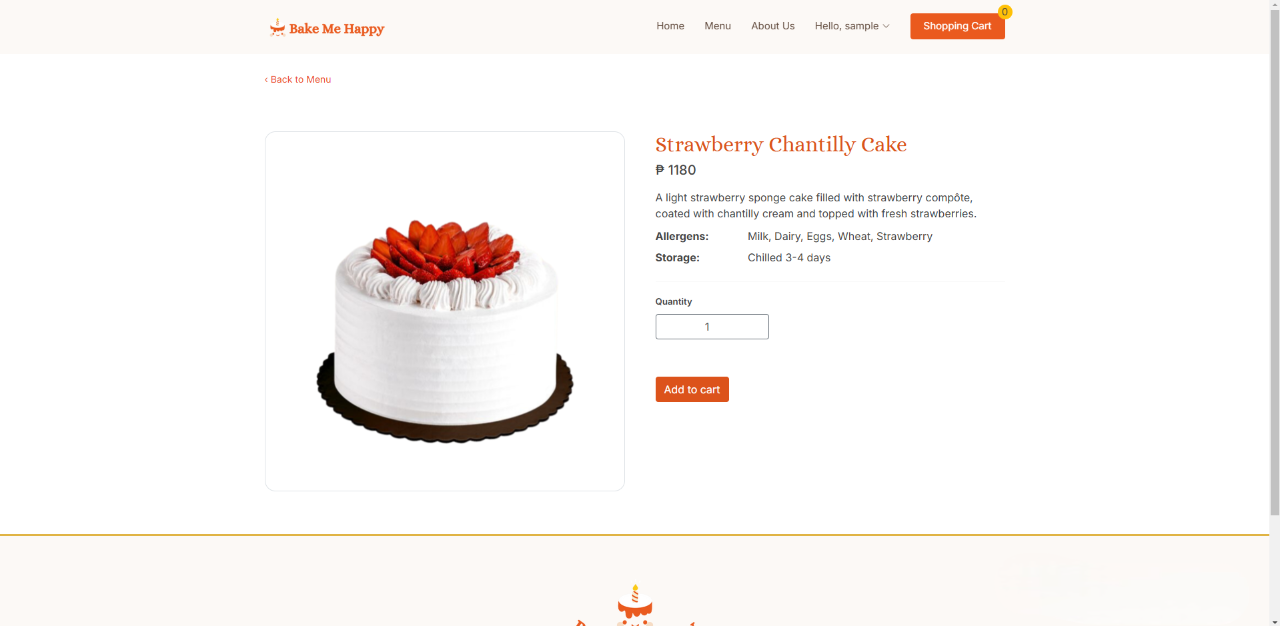 Bake Me Happy
Home
Menu
About Us
Hello, sample
Shopping Cart
0
‹ Back to Menu
Strawberry Chantilly Cake
₱ 1180
A light strawberry sponge cake filled with strawberry compôte,
coated with chantilly cream and topped with fresh strawberries.
Allergens: Milk, Dairy, Eggs, Wheat, Strawberry
Storage: Chilled 3-4 days
Quantity
1
Add to cart